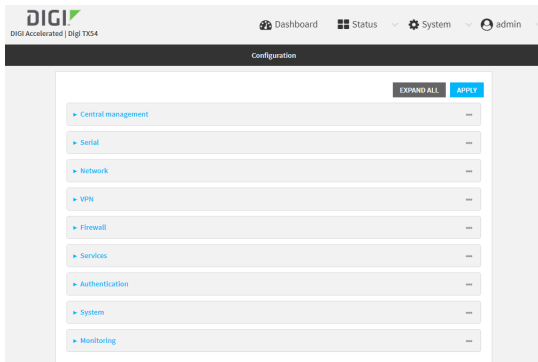 DIGI
DIGI Accelerated | Digi TX54
Dashboard Status System admin
Configuration
EXPAND ALL APPLY
Central management
Serial
Network
VPN
Firewall
Services
Authentication
System
Monitoring